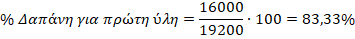 % Δαπάνη για πρώτη ύλη = 16000/19200 · 100 = 83,33%